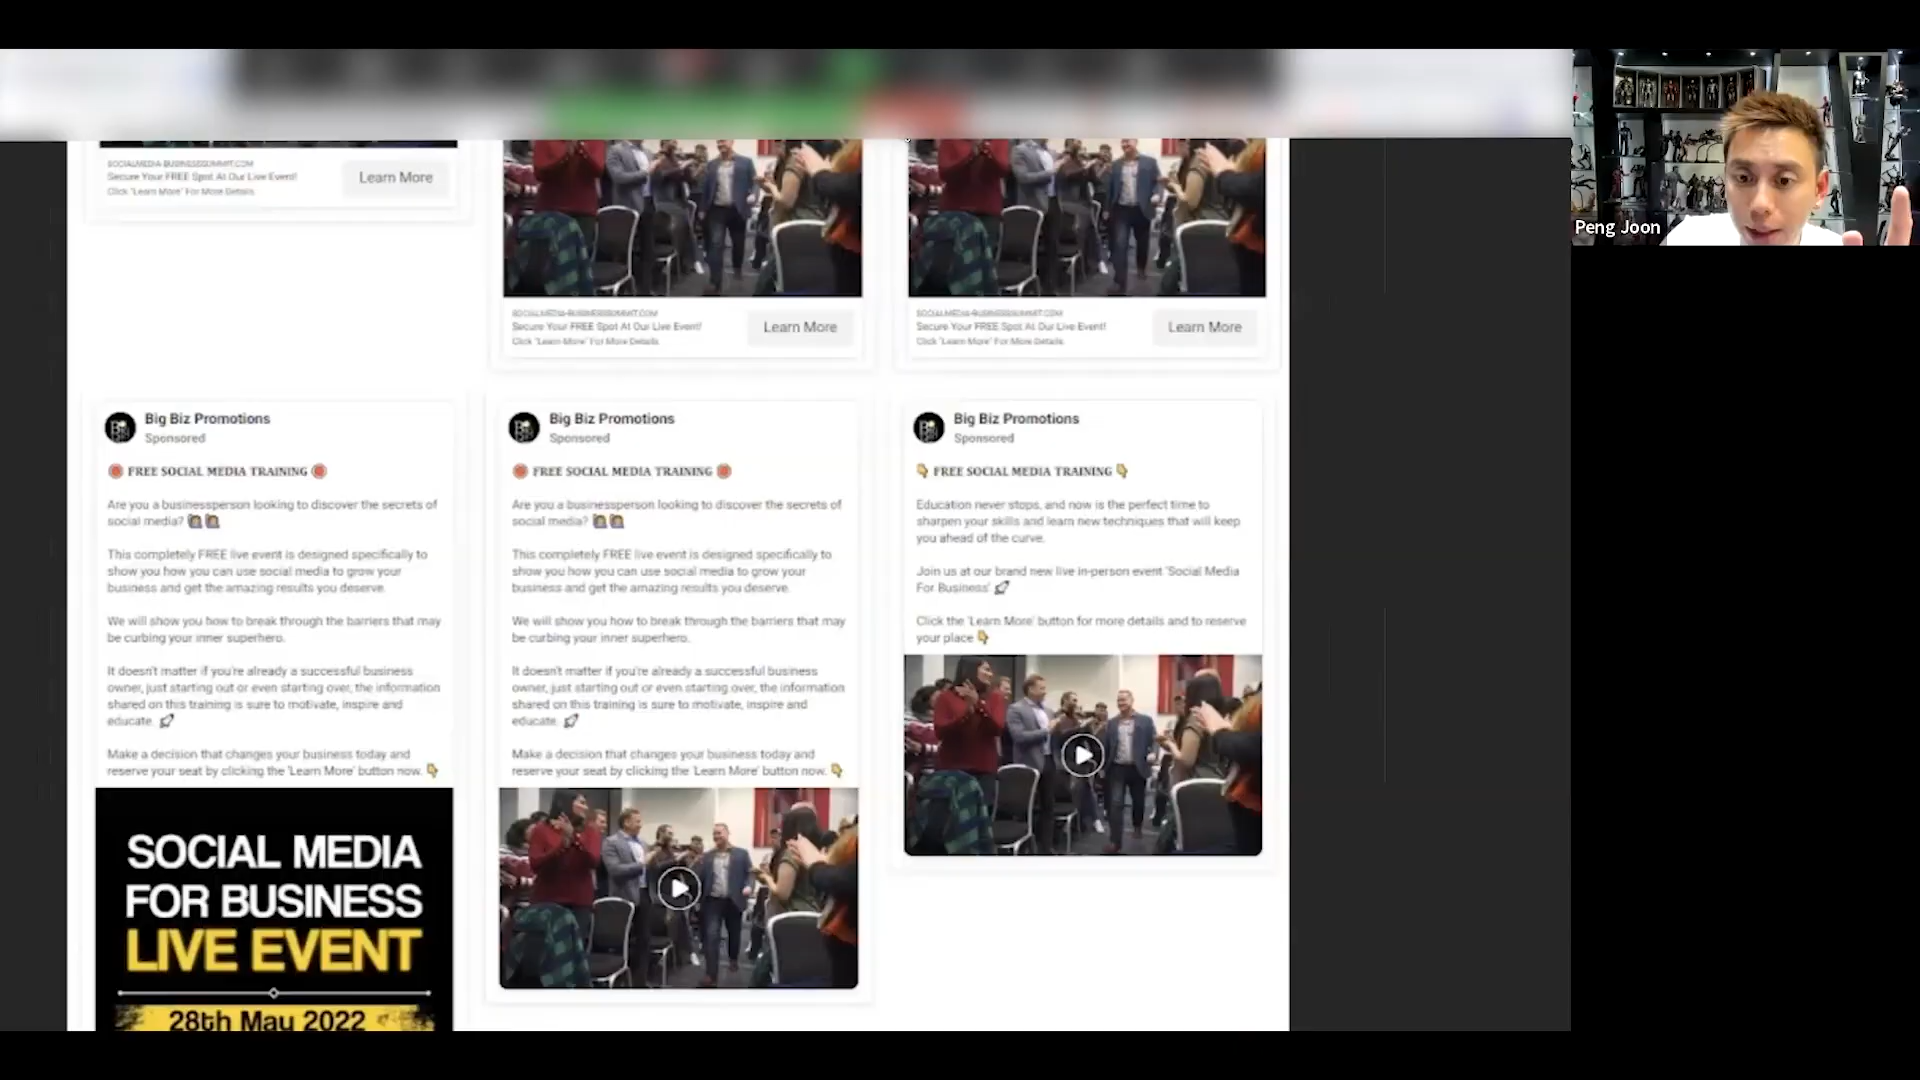 SOCIALMEDIA-BUSINESSSUMMIT.COM
Secure Your FREE Spot At Our Live Event!
Click 'Learn More' For More Details
Learn More
SOCIALMEDIA-BUSINESSSUMMIT.COM
Secure Your FREE Spot At Our Live Event!
Click 'Learn More' For More Details
Learn More
SOCIALMEDIA-BUSINESSSUMMIT.COM
Secure Your FREE Spot At Our Live Event!
Click 'Learn More' For More Details
Learn More
Peng Joon
Big Biz Promotions
Sponsored
FREE SOCIAL MEDIA TRAINING
Are you a businessperson looking to discover the secrets of
social media?
This completely FREE live event is designed specifically to
show you how you can use social media to grow your
business and get the amazing results you deserve.
We will show you how to break through the barriers that may
be curbing your inner superhero.
It doesn't matter if you're already a successful business
owner, just starting out or even starting over, the information
shared on this training is sure to motivate, inspire and
educate.
Make a decision that changes your business today and
reserve your seat by clicking the 'Learn More' button now.
SOCIAL MEDIA
FOR BUSINESS
LIVE EVENT
28th May 2022
Big Biz Promotions
Sponsored
FREE SOCIAL MEDIA TRAINING
Are you a businessperson looking to discover the secrets of
social media?
This completely FREE live event is designed specifically to
show you how you can use social media to grow your
business and get the amazing results you deserve.
We will show you how to break through the barriers that may
be curbing your inner superhero.
It doesn't matter if you're already a successful business
owner, just starting out or even starting over, the information
shared on this training is sure to motivate, inspire and
educate.
Make a decision that changes your business today and
reserve your seat by clicking the 'Learn More' button now.
Big Biz Promotions
Sponsored
FREE SOCIAL MEDIA TRAINING
Education never stops, and now is the perfect time to
sharpen your skills and learn new techniques that will keep
you ahead of the curve.
Join us at our brand new live in-person event 'Social Media
For Business'
Click the 'Learn More' button for more details and to reserve
your place